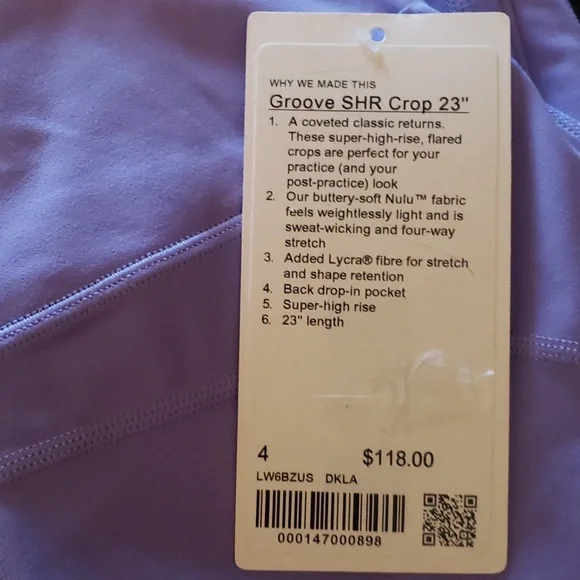 WHY WE MADE THIS
Groove SHR Crop 23"
1. A coveted classic returns.
These super-high-rise, flared
crops are perfect for your
practice (and your
post-practice) look
2. Our buttery-soft Nulu™ fabric
feels weightlessly light and is
sweat-wicking and four-way
stretch
3. Added Lycra® fibre for stretch
and shape retention
4. Back drop-in pocket
5. Super-high rise
6. 23" length
4 $118.00
LW6BZUS DKLA
000147000898